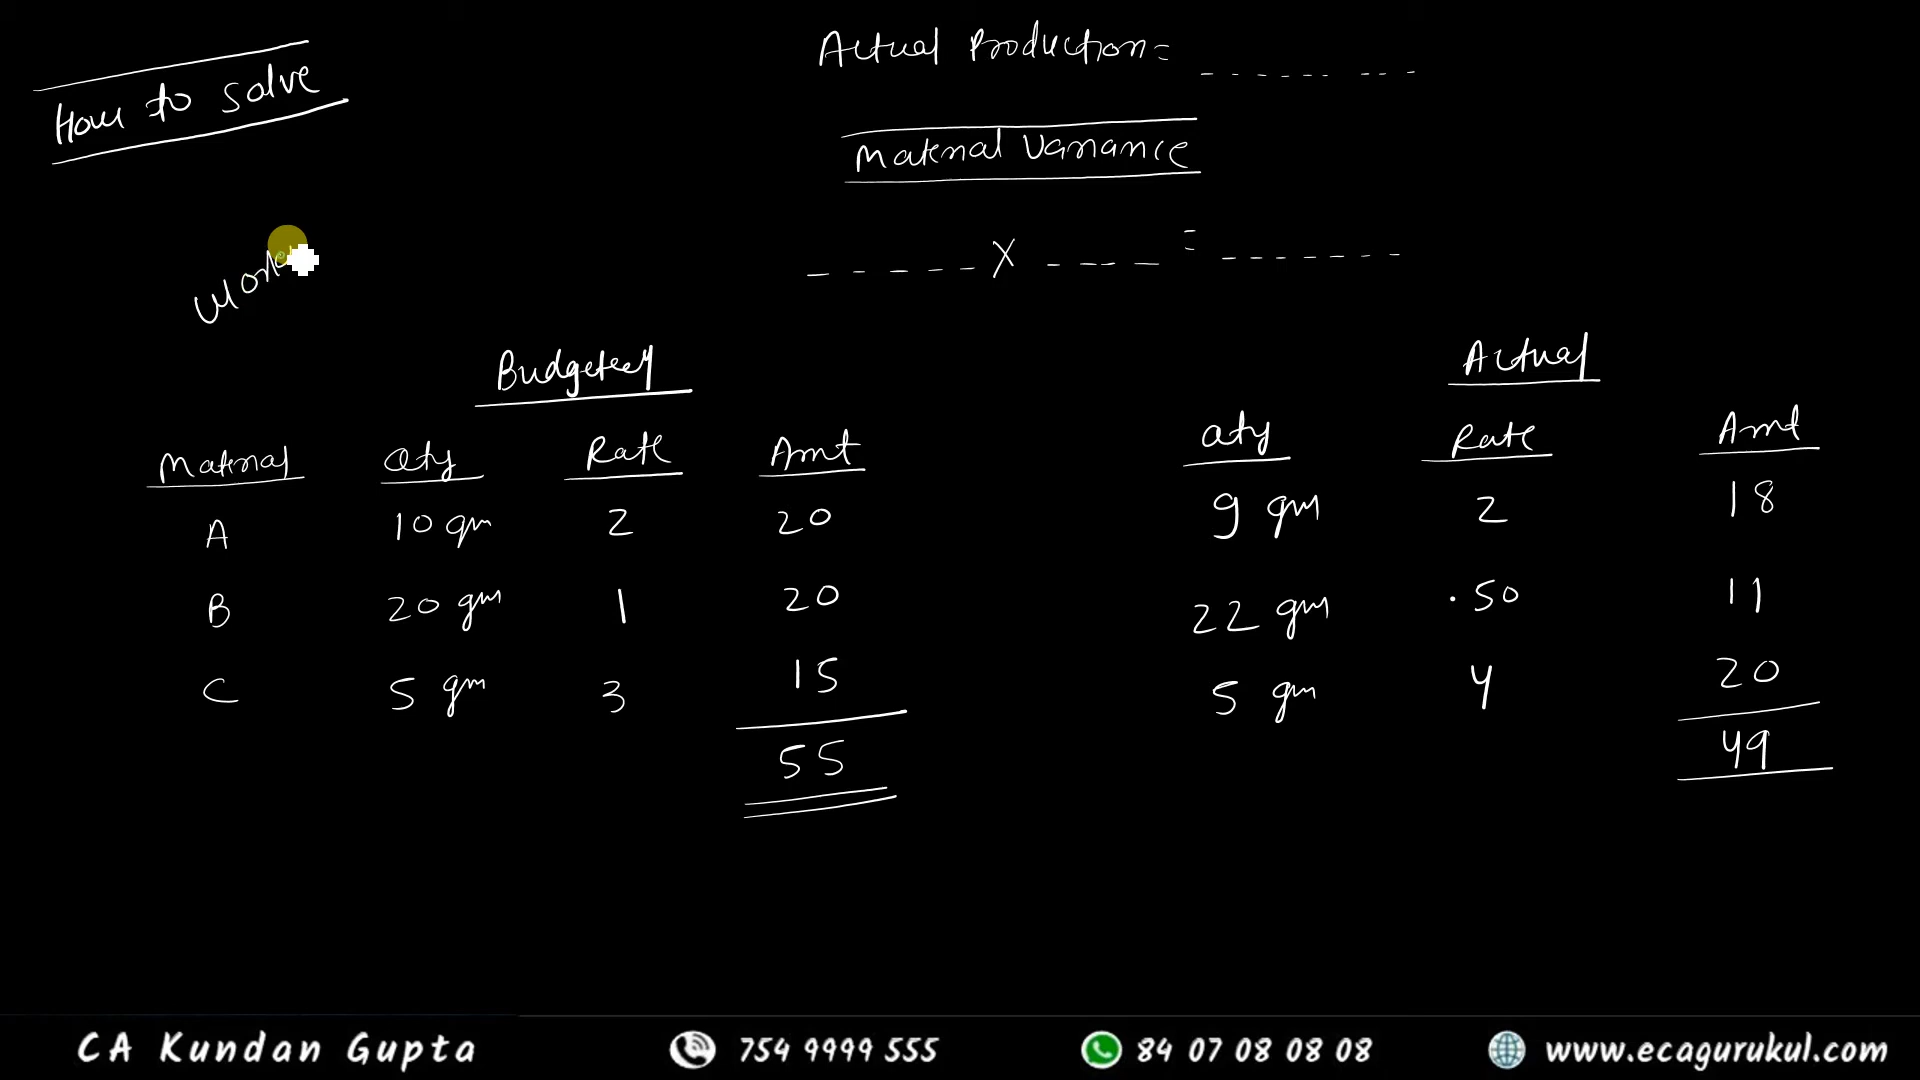 Actual Production =
How to solve
Material Variance
X =
Budgeted
Actual
Material Qty Rate Amt Qty Rate Amt
A 10 gm 2 20 9 gm 2 18
B 20 gm 1 20 22 gm .50 11
C 5 gm 3 15 5 gm 4 20
55 49
CA Kundan Gupta 754 9999 555 84 07 08 08 08 www.ecagurukul.com